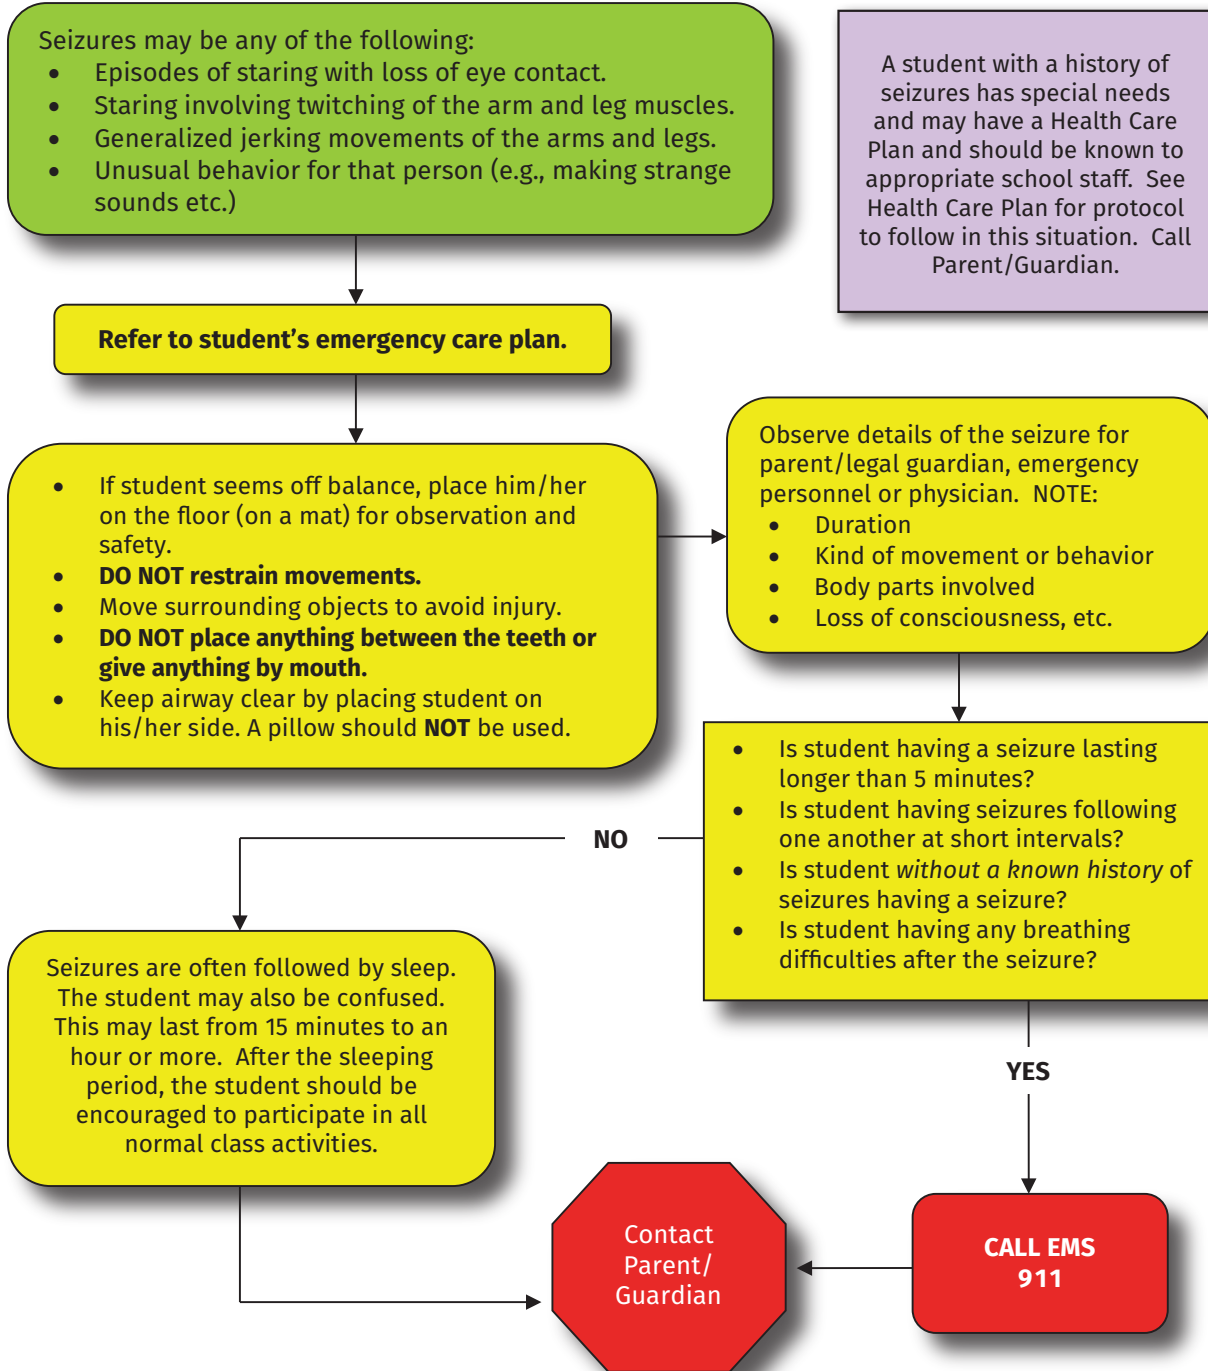 Seizures may be any of the following:
• Episodes of staring with loss of eye contact.
• Staring involving twitching of the arm and leg muscles.
• Generalized jerking movements of the arms and legs.
• Unusual behavior for that person (e.g., making strange
sounds etc.)
A student with a history of
seizures has special needs
and may have a Health Care
Plan and should be known to
appropriate school staff.  See
Health Care Plan for protocol
to follow in this situation.  Call
Parent/Guardian.
Refer to student’s emergency care plan.
• If student seems off balance, place him/her
on the floor (on a mat) for observation and
safety.
• DO NOT restrain movements.
• Move surrounding objects to avoid injury.
• DO NOT place anything between the teeth or
give anything by mouth.
• Keep airway clear by placing student on
his/her side. A pillow should NOT be used.
Observe details of the seizure for
parent/legal guardian, emergency
personnel or physician.  NOTE:
• Duration
• Kind of movement or behavior
• Body parts involved
• Loss of consciousness, etc.
• Is student having a seizure lasting
longer than 5 minutes?
• Is student having seizures following
one another at short intervals?
• Is student without a known history of
seizures having a seizure?
• Is student having any breathing
difficulties after the seizure?
NO
Seizures are often followed by sleep.
The student may also be confused.
This may last from 15 minutes to an
hour or more.  After the sleeping
period, the student should be
encouraged to participate in all
normal class activities.
YES
Contact
Parent/
Guardian
CALL EMS
911